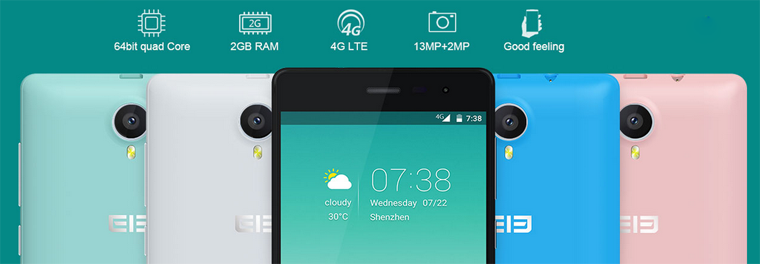 2G
4G
64bit quad Core
2GB RAM
4G LTE
13MP+2MP
Good feeling
4G
7:38
07:38
cloudy
30°C
Wednesday 07/22
Shenzhen